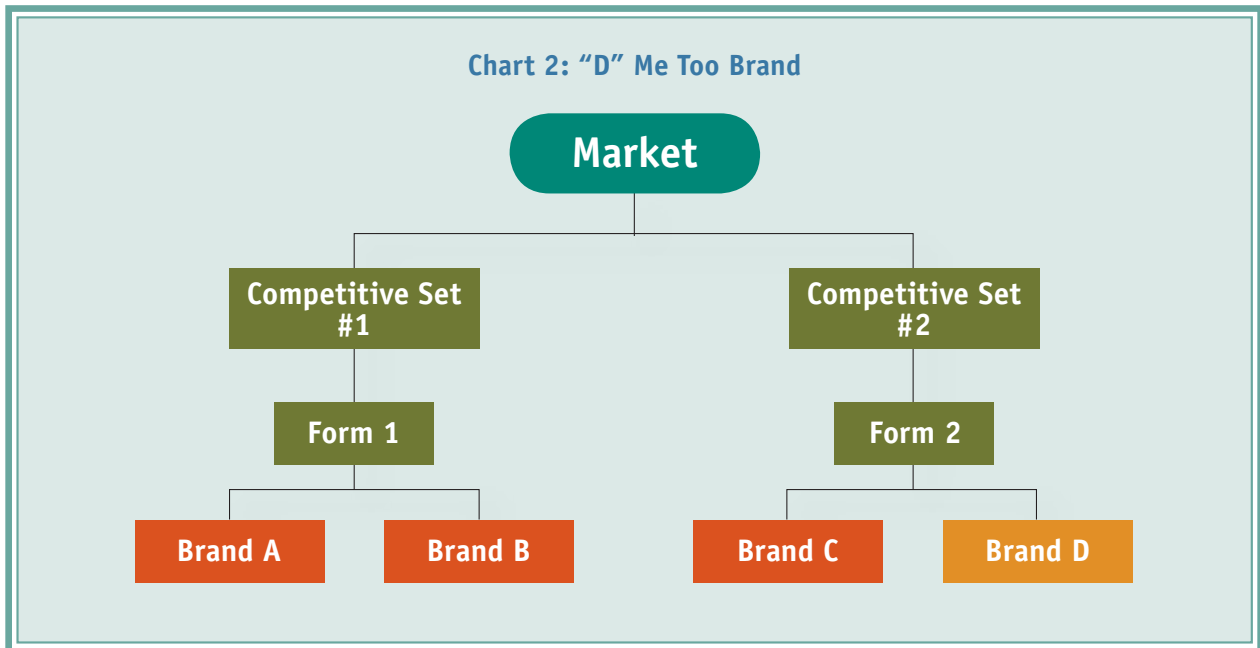 Chart 2: “D” Me Too Brand
Market
Competitive Set
#1
Competitive Set
#2
Form 1
Form 2
Brand A
Brand B
Brand C
Brand D